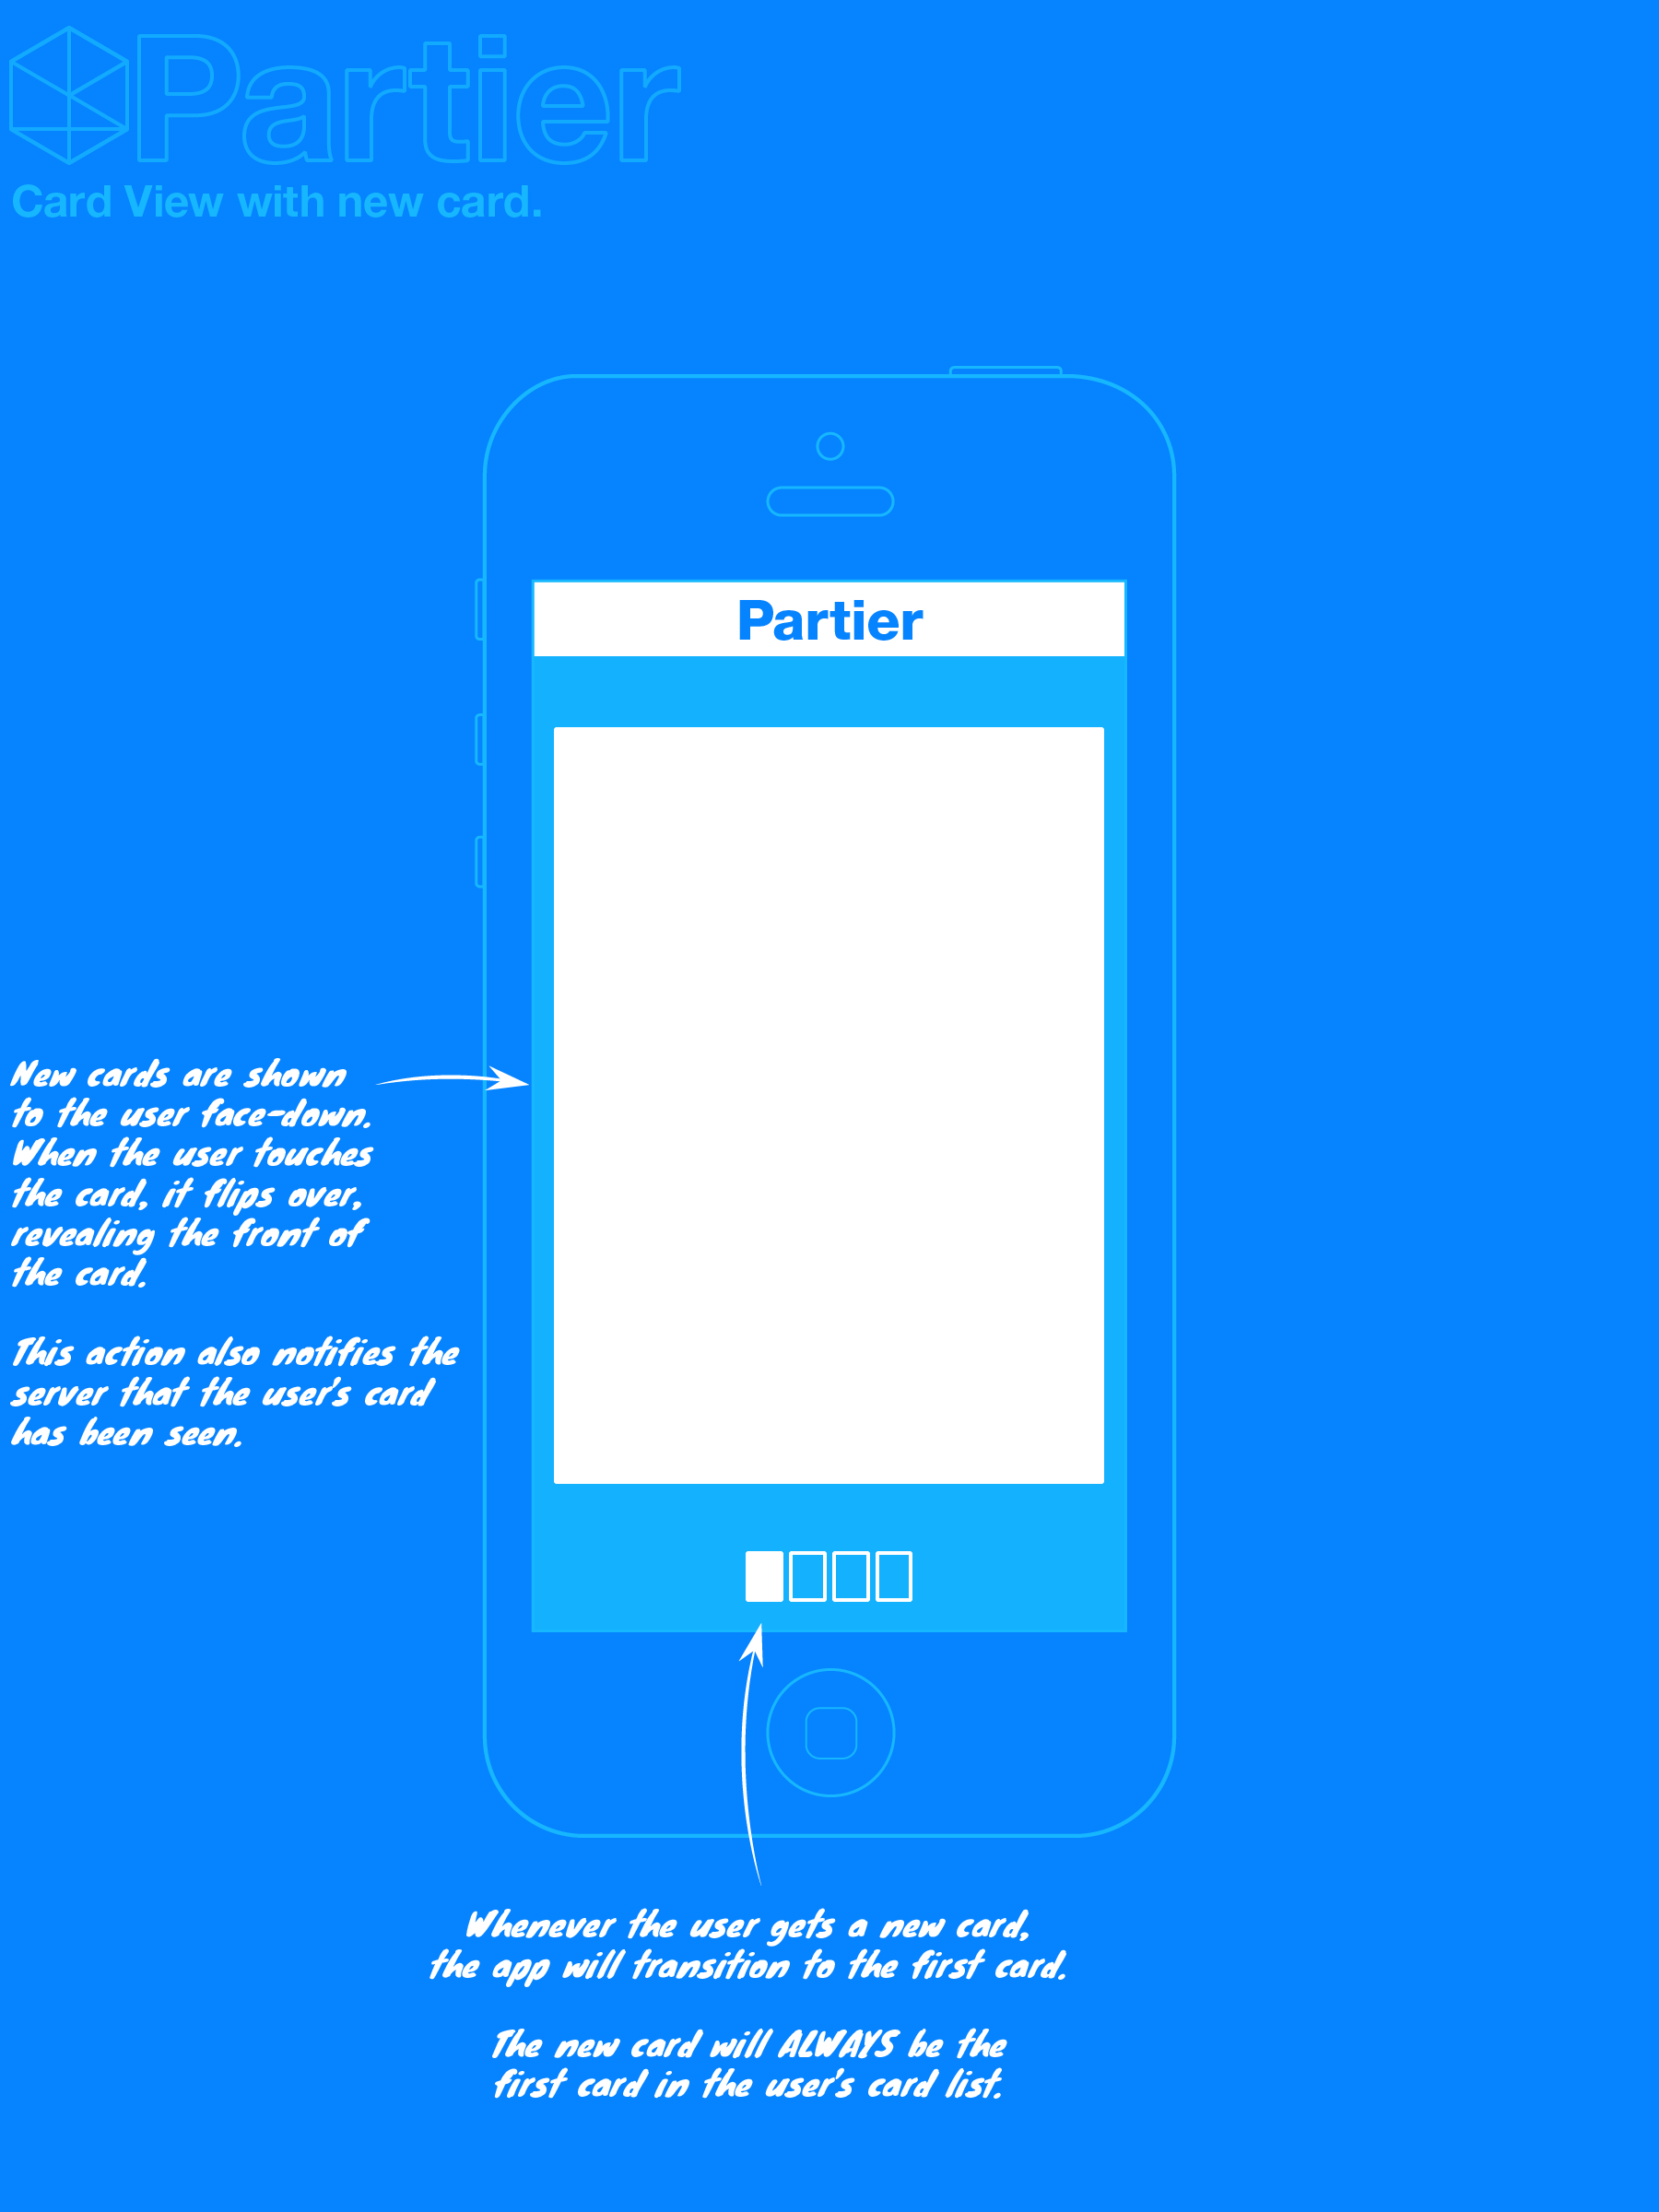 Partier
Card View with new card.
Partier
New cards are shown
to the user face-down.
When the user touches
the card, it flips over,
revealing the front of
the card.
This action also notifies the
server that the user's card
has been seen.
Whenever the user gets a new card,
the app will transition to the first card.
The new card will ALWAYS be the
first card in the user's card list.